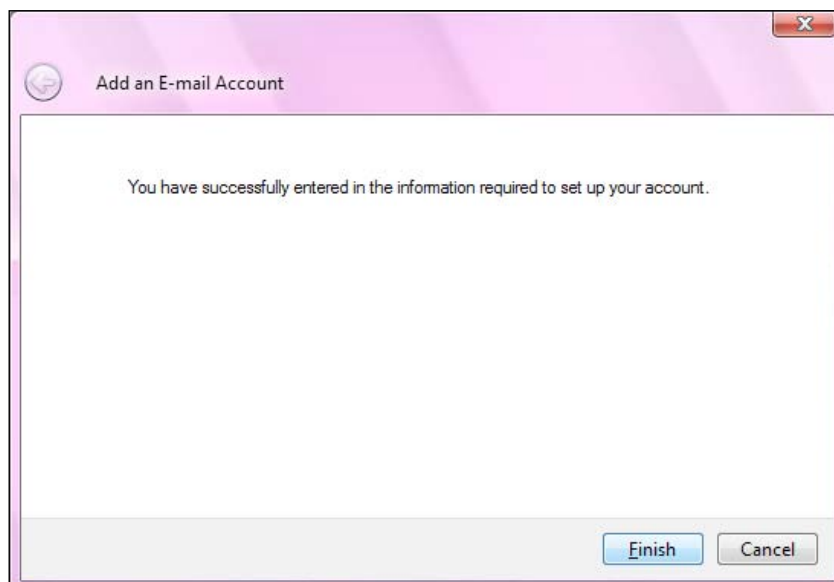 Add an E-mail Account
You have successfully entered in the information required to set up your account.
Finish Cancel